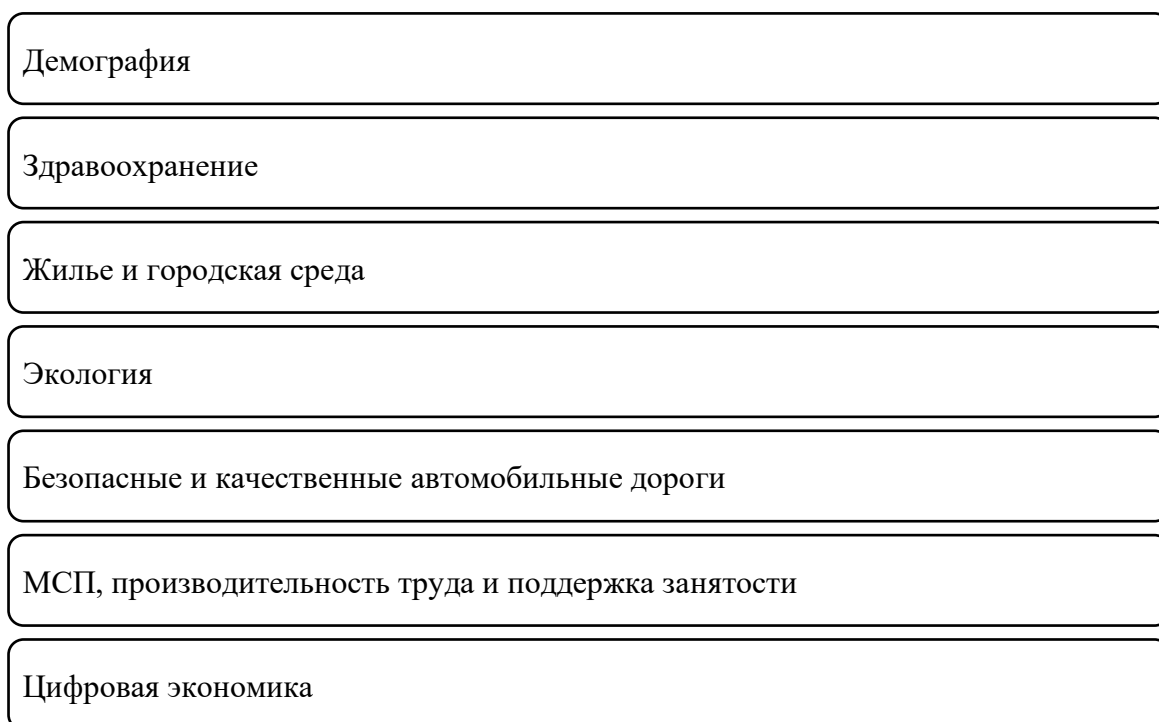 Демография
Здравоохранение
Жилье и городская среда
Экология
Безопасные и качественные автомобильные дороги
МСП, производительность труда и поддержка занятости
Цифровая экономика